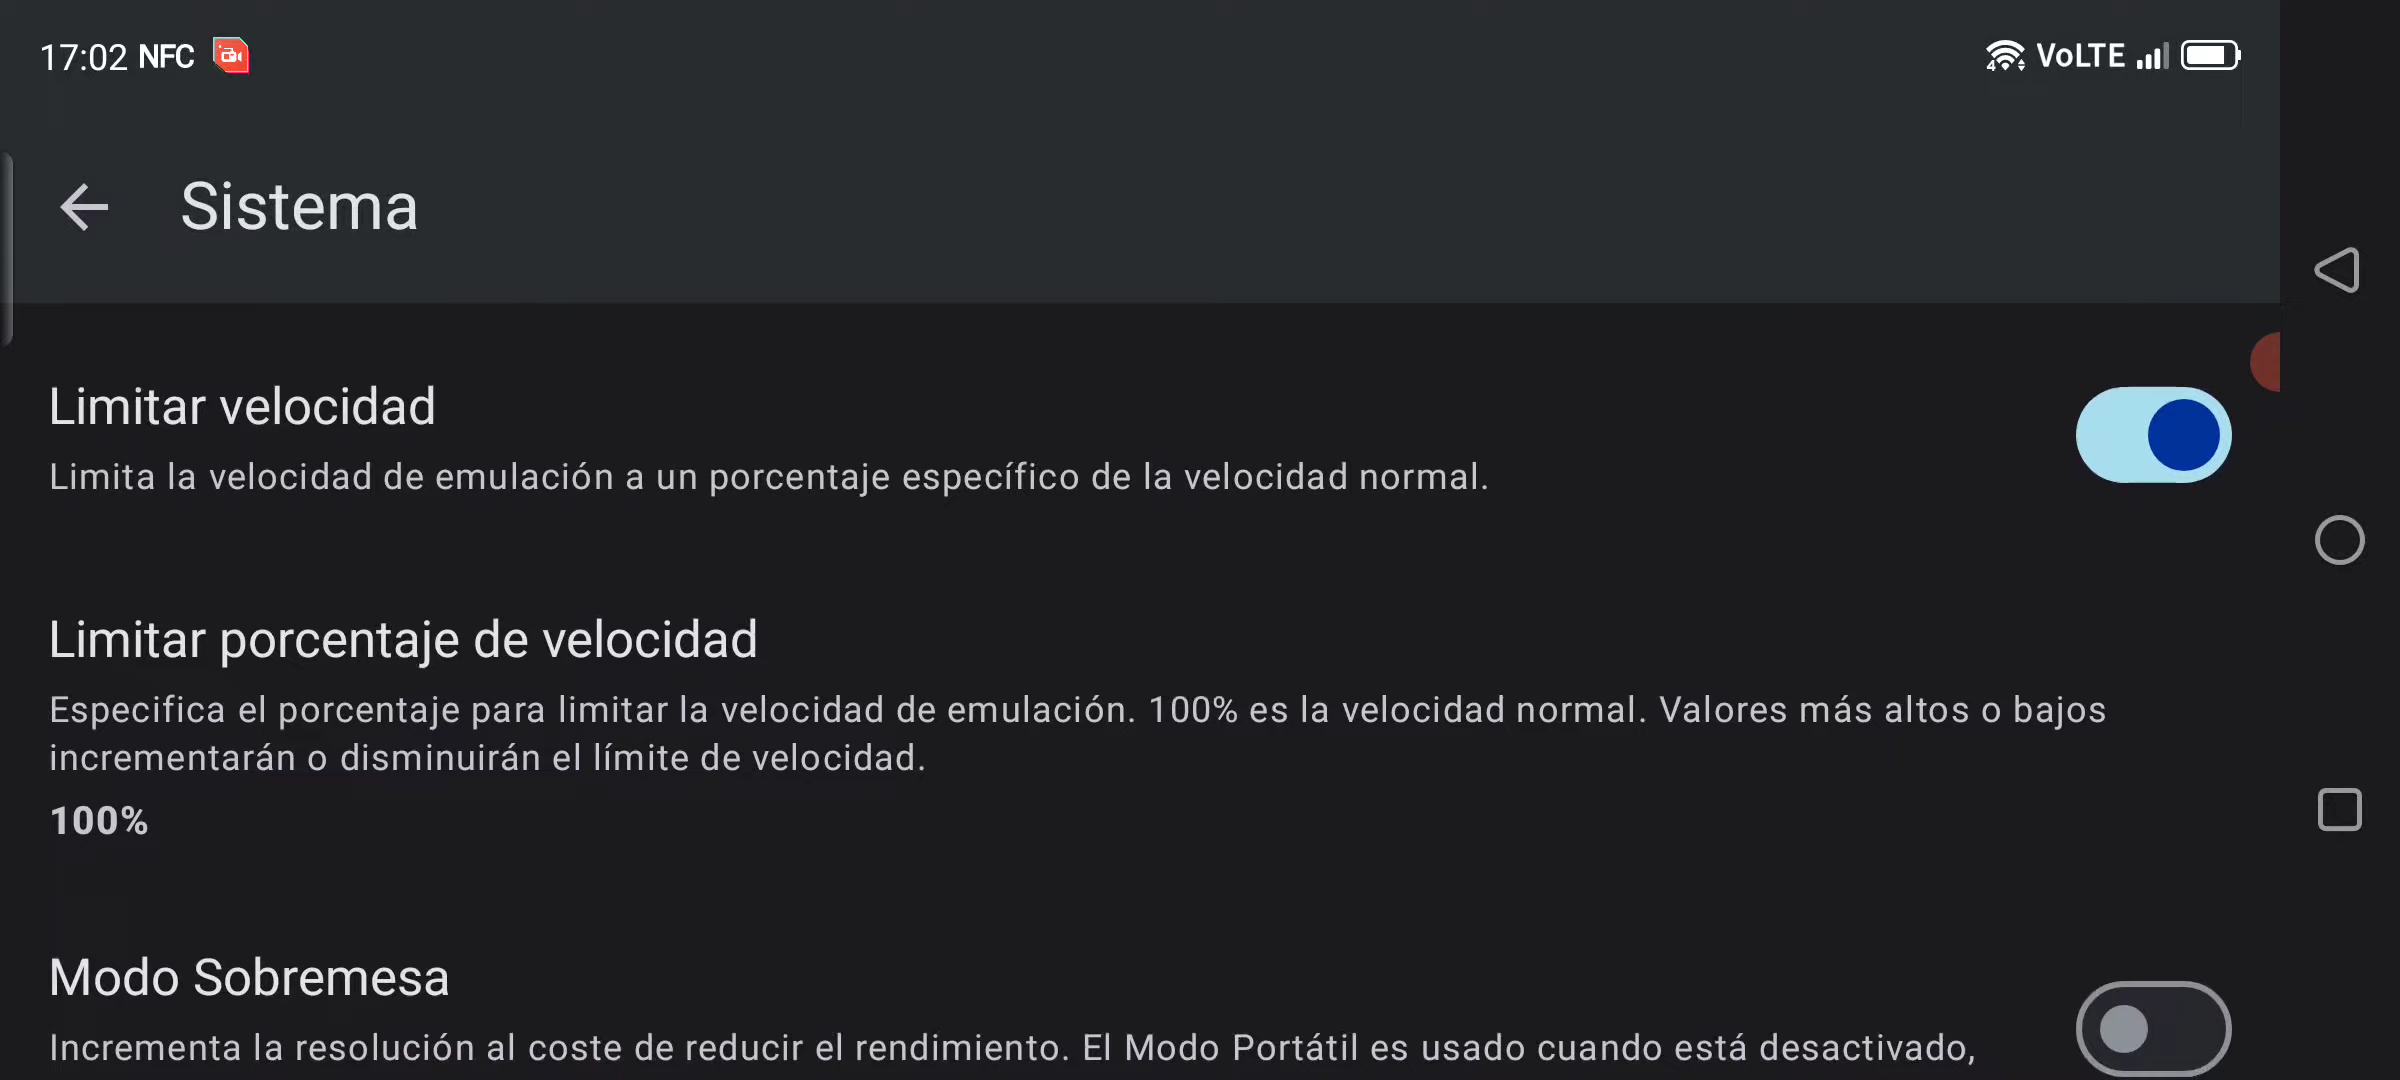 17:02 NFC
4 VoLTE
Sistema
Limitar velocidad
Limita la velocidad de emulación a un porcentaje específico de la velocidad normal.
Limitar porcentaje de velocidad
Especifica el porcentaje para limitar la velocidad de emulación. 100% es la velocidad normal. Valores más altos o bajos
incrementarán o disminuirán el límite de velocidad.
100%
Modo Sobremesa
Incrementa la resolución al coste de reducir el rendimiento. El Modo Portátil es usado cuando está desactivado,